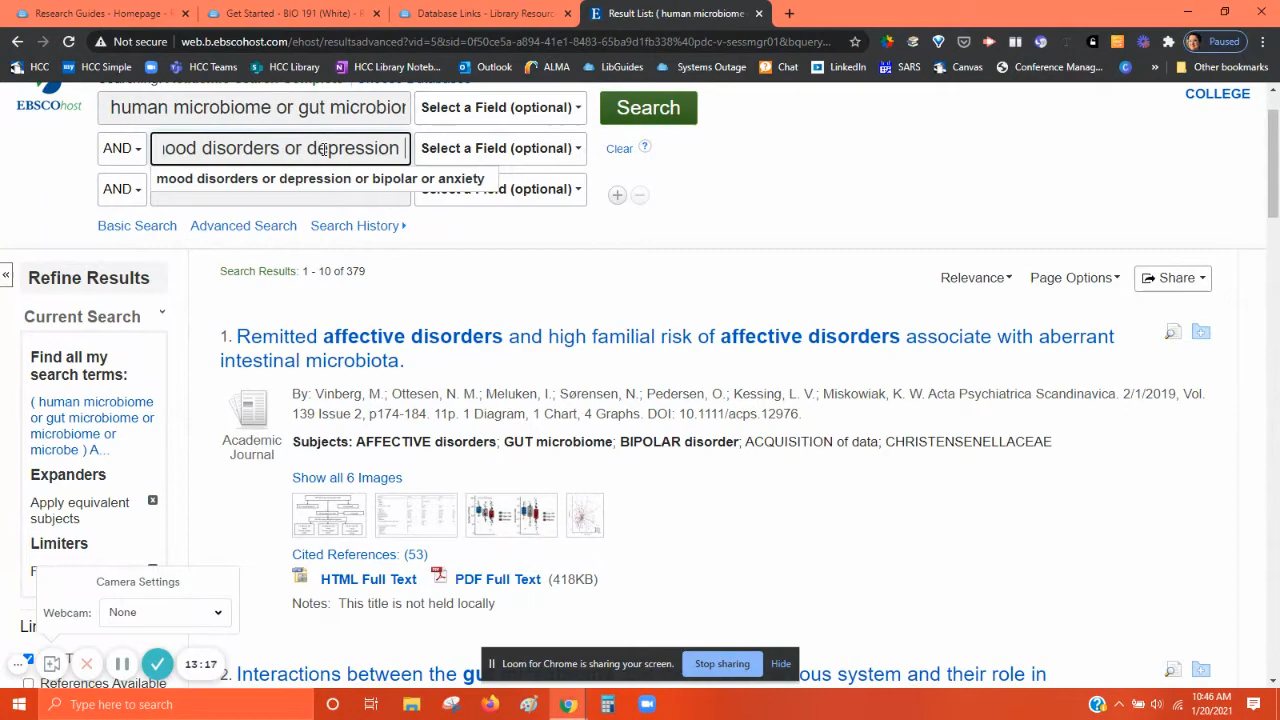 Research Guides - Homepage - R
Get Started - BIO 191 (White) -
Database Links - Library Resourc
Result List: ( human microbiome
Not secure
web.b.ebscohost.com/ehost/resultsadvanced?vid=5&sid=0f50ce5a-a894-41e1-8483-65ba9d1fb338%40pdc-v-sessmgr01&bquery...
Paused
HCC
HCC Simple
HCC Teams
HCC Library
HCC Library Noteb...
Outlook
ALMA
LibGuides
Systems Outage
Chat
LinkedIn
SARS
Canvas
Conference Manag...
Other bookmarks
EBSCOhost
COLLEGE
human microbiome or gut microbior
Select a Field (optional)
Search
AND
ood disorders or depression
Select a Field (optional)
Clear ?
mood disorders or depression or bipolar or anxiety
AND
Select a Field (optional)
Basic Search
Advanced Search
Search History
Refine Results
Search Results: 1 - 10 of 379
Relevance
Page Options
Share
Current Search
Find all my
search terms:
( human microbiome
or gut microbiome or
microbiome or
microbe ) A...
Expanders
Apply equivalent
subjects
Limiters
1. Remitted affective disorders and high familial risk of affective disorders associate with aberrant
intestinal microbiota.
Academic
Journal
By: Vinberg, M.; Ottesen, N. M.; Meluken, I.; Sørensen, N.; Pedersen, O.; Kessing, L. V.; Miskowiak, K. W. Acta Psychiatrica Scandinavica. 2/1/2019, Vol.
139 Issue 2, p174-184. 11p. 1 Diagram, 1 Chart, 4 Graphs. DOI: 10.1111/acps.12976.
Subjects: AFFECTIVE disorders; GUT microbiome; BIPOLAR disorder; ACQUISITION of data; CHRISTENSENELLACEAE
Show all 6 Images
Cited References: (53)
HTML Full Text
PDF Full Text (418KB)
Notes: This title is not held locally
Camera Settings
Webcam:
None
13:17
References Available
Loom for Chrome is sharing your screen.
Stop sharing
Hide
2. Interactions between the
ous system and their role in
Type here to search
10:46 AM
1/20/2021